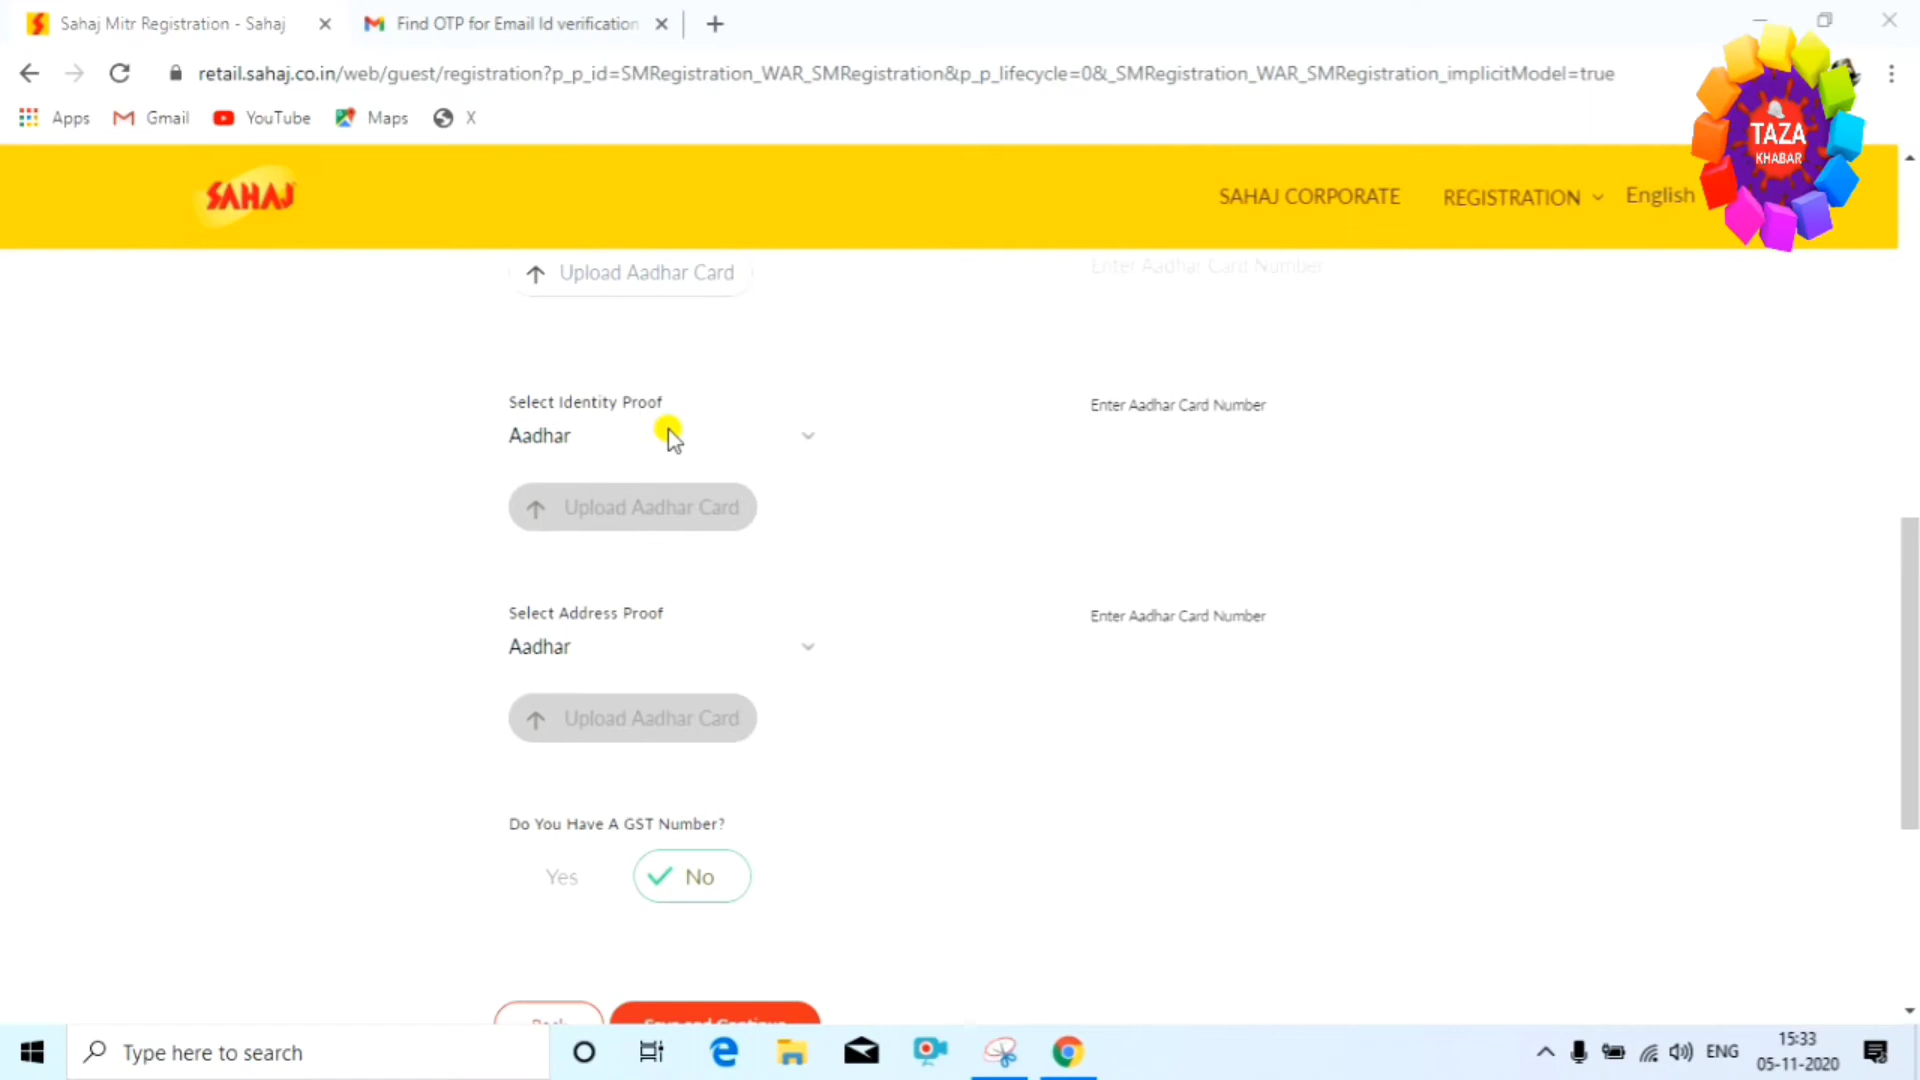 Sahaj Mitr Registration - Sahaj
Find OTP for Email Id verification
retail.sahaj.co.in/web/guest/registration?p_p_id=SMRegistration_WAR_SMRegistration&p_p_lifecycle=0&_SMRegistration_WAR_SMRegistration_implicitModel=true
Apps Gmail YouTube Maps X
TAZA
KHABAR
SAHAJ
SAHAJ CORPORATE REGISTRATION English
Upload Aadhar Card
Enter Aadhar Card Number
Select Identity Proof
Enter Aadhar Card Number
Aadhar
Upload Aadhar Card
Select Address Proof
Enter Aadhar Card Number
Aadhar
Upload Aadhar Card
Do You Have A GST Number?
Yes No
Back Save and Continue
Type here to search
ENG
15:33
05-11-2020